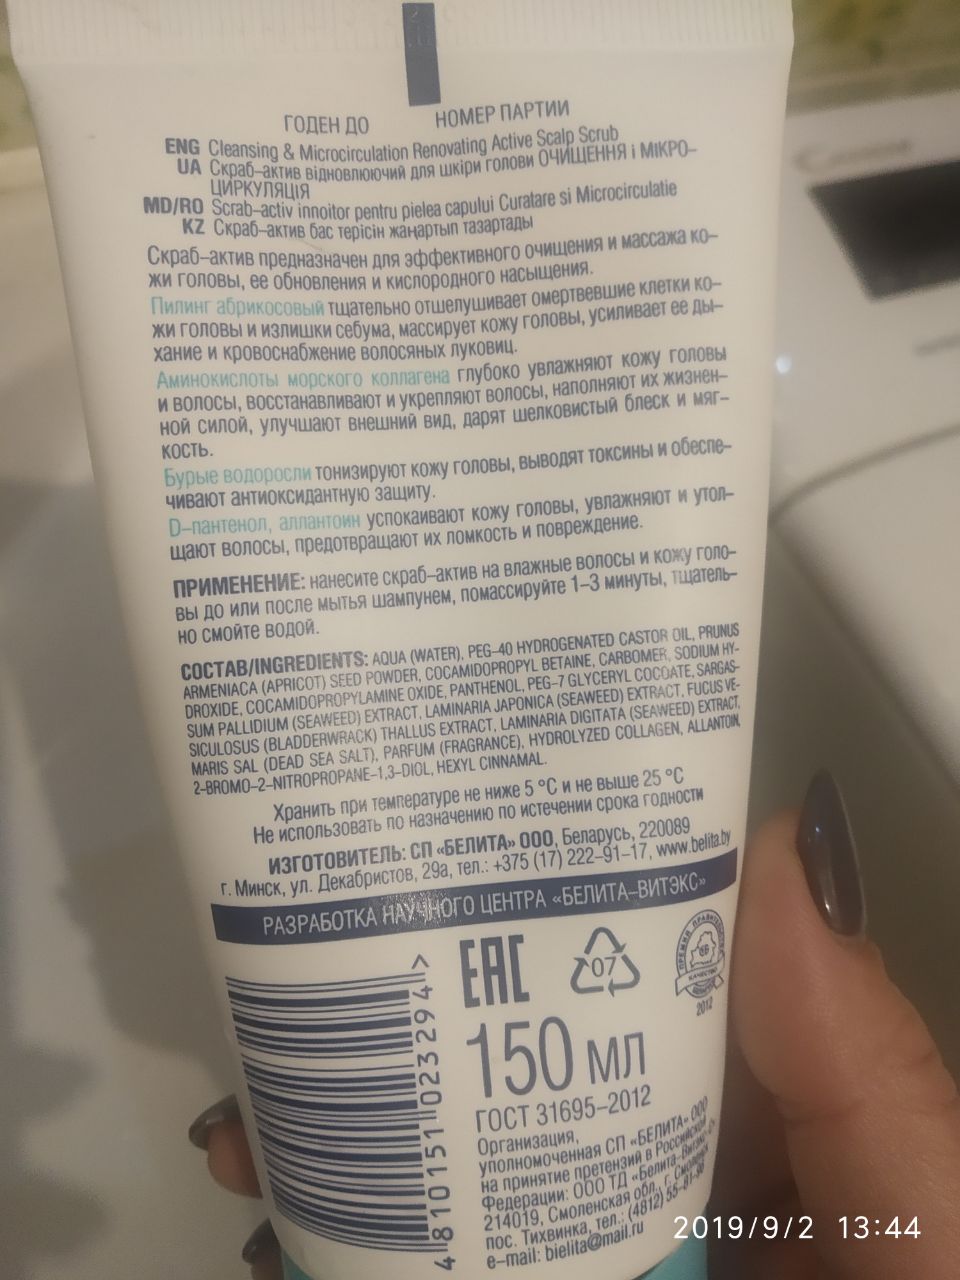 ГОДЕН ДО
НОМЕР ПАРТИИ
ENG Cleansing & Microcirculation Renovating Active Scalp Scrub
UA Скраб–актив відновлюючий для шкіри голови ОЧИЩЕННЯ і МІКРО–
ЦИРКУЛЯЦІЯ
MD/RO Scrab–activ innoitor pentru pielea capului Curatare si Microcirculatie
KZ Скраб–актив бас терісін жаңартып тазартады
Скраб–актив предназначен для эффективного очищения и массажа ко–
жи головы, ее обновления и кислородного насыщения.
Пилинг абрикосовый тщательно отшелушивает омертвевшие клетки ко–
жи головы и излишки себума, массирует кожу головы, усиливает ее ды–
хание и кровоснабжение волосяных луковиц.
Аминокислоты морского коллагена глубоко увлажняют кожу головы
и волосы, восстанавливают и укрепляют волосы, наполняют их жизнен–
ной силой, улучшают внешний вид, дарят шелковистый блеск и мяг–
кость.
Бурые водоросли тонизируют кожу головы, выводят токсины и обеспе–
чивают антиоксидантную защиту.
D–пантенол, аллантоин успокаивают кожу головы, увлажняют и утол–
щают волосы, предотвращают их ломкость и повреждение.
ПРИМЕНЕНИЕ: нанесите скраб–актив на влажные волосы и кожу голо–
вы до или после мытья шампунем, помассируйте 1–3 минуты, тщатель–
но смойте водой.
СОСТАВ/INGREDIENTS: AQUA (WATER), PEG–40 HYDROGENATED CASTOR OIL, PRUNUS
ARMENIACA (APRICOT) SEED POWDER, COCAMIDOPROPYL BETAINE, CARBOMER, SODIUM HY–
DROXIDE, COCAMIDOPROPYLAMINE OXIDE, PANTHENOL, PEG–7 GLYCERYL COCOATE, SARGAS–
SUM PALLIDIUM (SEAWEED) EXTRACT, LAMINARIA JAPONICA (SEAWEED) EXTRACT, FUCUS VE–
SICULOSUS (BLADDERWRACK) THALLUS EXTRACT, LAMINARIA DIGITATA (SEAWEED) EXTRACT,
MARIS SAL (DEAD SEA SALT), PARFUM (FRAGRANCE), HYDROLYZED COLLAGEN, ALLANTOIN,
2–BROMO–2–NITROPROPANE–1,3–DIOL, HEXYL CINNAMAL.
Хранить при температуре не ниже 5 °С и не выше 25 °С
Не использовать по назначению по истечении срока годности
ИЗГОТОВИТЕЛЬ: СП «БЕЛИТА» ООО, Беларусь, 220089
г. Минск, ул. Декабристов, 29а, тел.: +375 (17) 222–91–17, www.belita.by
РАЗРАБОТКА НАУЧНОГО ЦЕНТРА «БЕЛИТА–ВИТЭКС»
EAC
07
ПРЕМИЯ ПРАВИТЕЛЬСТВА
КАЧЕСТВО
2012
150 МЛ
ГОСТ 31695–2012
Организация,
уполномоченная СП «БЕЛИТА» ООО
на принятие претензий в Российской
Федерации: ООО ТД «Белита–Витэкс–С»
214019, Смоленская обл., г. Смоленск
пос. Тихвинка, тел.: (4812) 55–81–
e–mail: bielita@mail.ru
4 810151 023294 >
2019/9/2 13:44